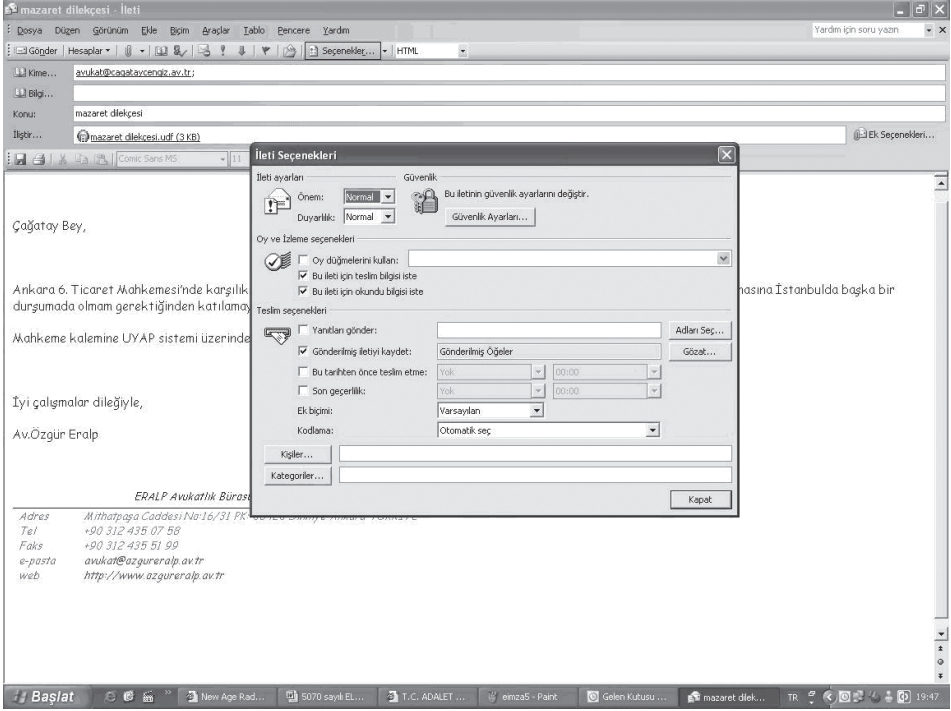 mazaret dilekçesi - İleti
Dosya Düzen Görünüm Ekle Biçim Araçlar Tablo Pencere Yardım Yardım için soru yazın
Gönder Hesaplar Seçenekler... HTML
Kime... avukat@cagataycengiz.av.tr;
Bilgi...
Konu: mazaret dilekçesi
İliştir... mazaret dilekçesi.udf (3 KB) Ek Seçenekleri...
Comic Sans MS 11
İleti Seçenekleri
İleti ayarları Güvenlik
Önem: Normal Bu iletinin güvenlik ayarlarını değiştir.
Duyarlılık: Normal Güvenlik Ayarları...
Oy ve İzleme seçenekleri
Oy düğmelerini kullan:
Bu ileti için teslim bilgisi iste
Bu ileti için okundu bilgisi iste
Teslim seçenekleri
Yanıtları gönder: Adları Seç...
Gönderilmiş iletiyi kaydet: Gönderilmiş Öğeler Gözat...
Bu tarihten önce teslim etme: Yok 00:00
Son geçerlilik: Yok 00:00
Ek biçimi: Varsayılan
Kodlama: Otomatik seç
Kişiler...
Kategoriler...
Kapat
Çağatay Bey,
Ankara 6. Ticaret Mahkemesi'nde karşılık masına İstanbulda başka bir
durşumada olmam gerektiğinden katılamay
Mahkeme kalemine UYAP sistemi üzerinde
İyi çalışmalar dileğiyle,
Av.Özgür Eralp
ERALP Avukatlık Bürosu
Adres Mithatpaşa Caddesi No:16/31 PK:
Tel +90 312 435 07 58
Faks +90 312 435 51 99
e-posta avukat@ozgureralp.av.tr
web http://www.ozgureralp.av.tr
Başlat New Age Rad... 5070 sayılı EL... T.C. ADALET ... eimza5 - Paint Gelen Kutusu ... mazaret dilek... TR 19:47